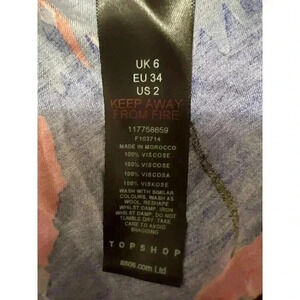 UK 6
EU 34
US 2
KEEP AWAY
FROM FIRE
117756659
F103714
MADE IN MOROCCO
100% VISCOSE
100% VISCOSE
100% VISCOSA
100% VISKOSE
WASH WITH SIMILAR
COLOURS, WASH AS
WOOL, RESHAPE
WHILST DAMP, IRON
WHILST DAMP, DO NOT
TUMBLE DRY, TAKE
CARE TO AVOID
SNAGGING
TOPSHOP
asos.com Ltd